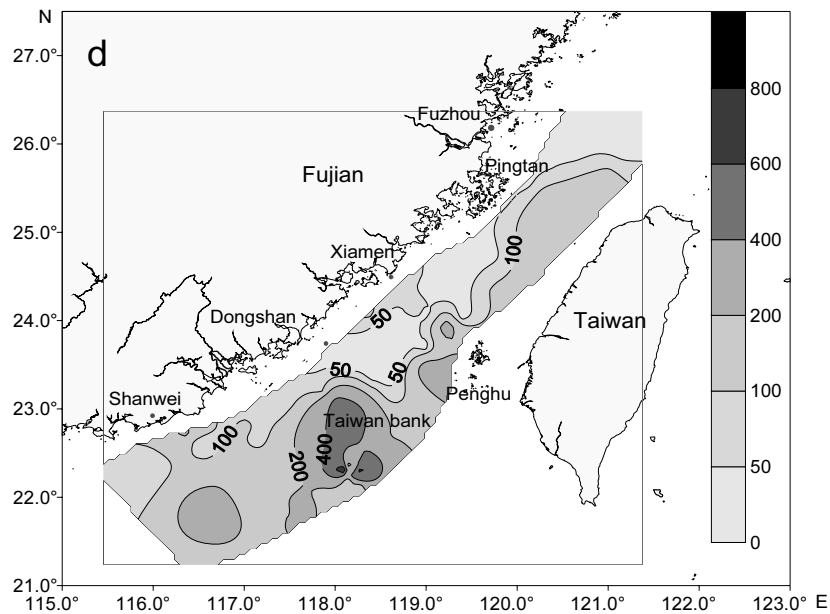 N
d
27.0°
26.0°
25.0°
24.0°
23.0°
22.0°
21.0°
115.0°
116.0°
117.0°
118.0°
119.0°
120.0°
121.0°
122.0°
123.0°
E
Fuzhou
Fujian
Pingtan
Xiamen
Dongshan
Taiwan
Shanwei
Penghu
Taiwan bank
100
50
50
50
100
200
400
800
600
400
200
100
50
0